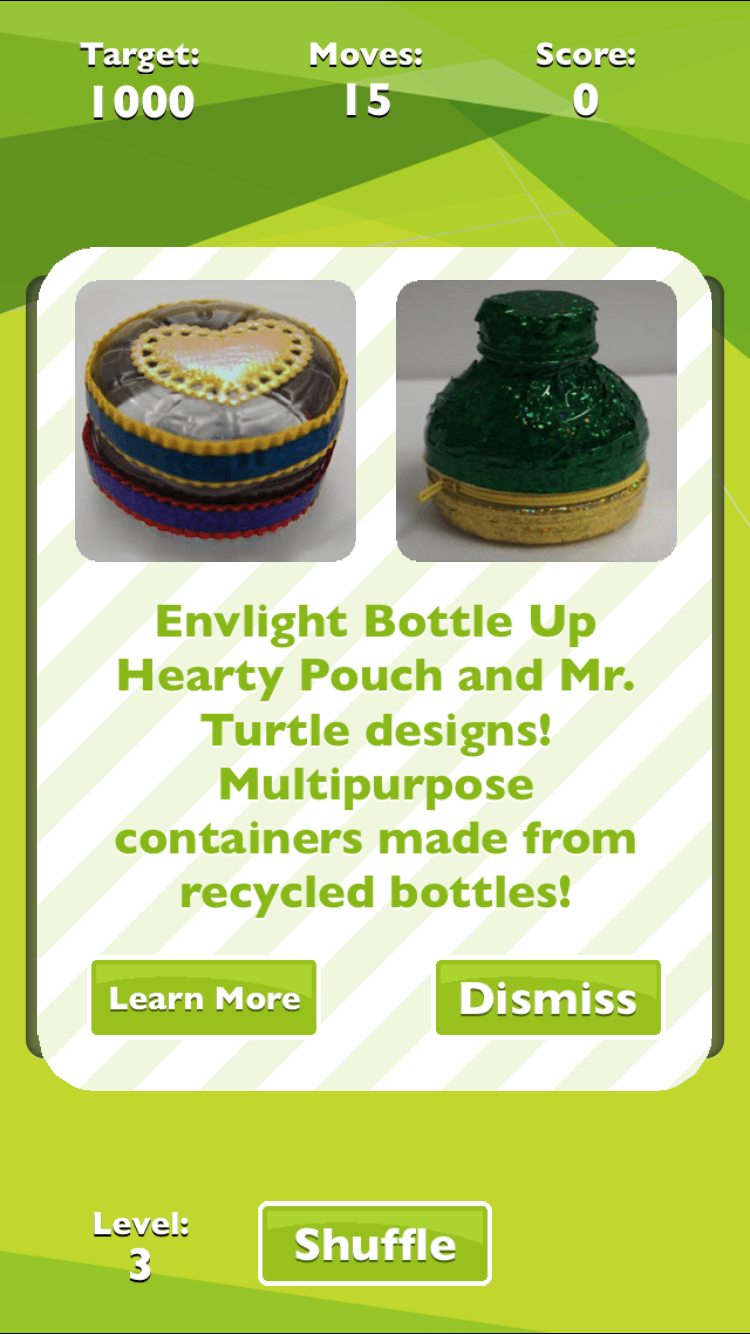 Target: Moves: Score:
1000 15 0
Envlight Bottle Up
Hearty Pouch and Mr.
Turtle designs!
Multipurpose
containers made from
recycled bottles!
Learn More Dismiss
Level:
3
Shuffle